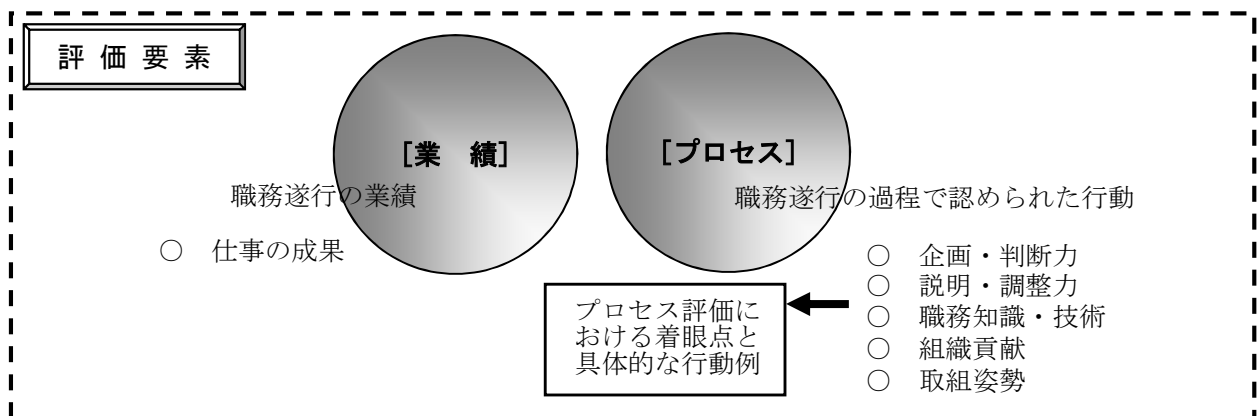 評価要素
[業　績]
職務遂行の業績
○　仕事の成果
[プロセス]
職務遂行の過程で認められた行動
○　企画・判断力
○　説明・調整力
○　職務知識・技術
○　組織貢献
○　取組姿勢
プロセス評価に
おける着眼点と
具体的な行動例